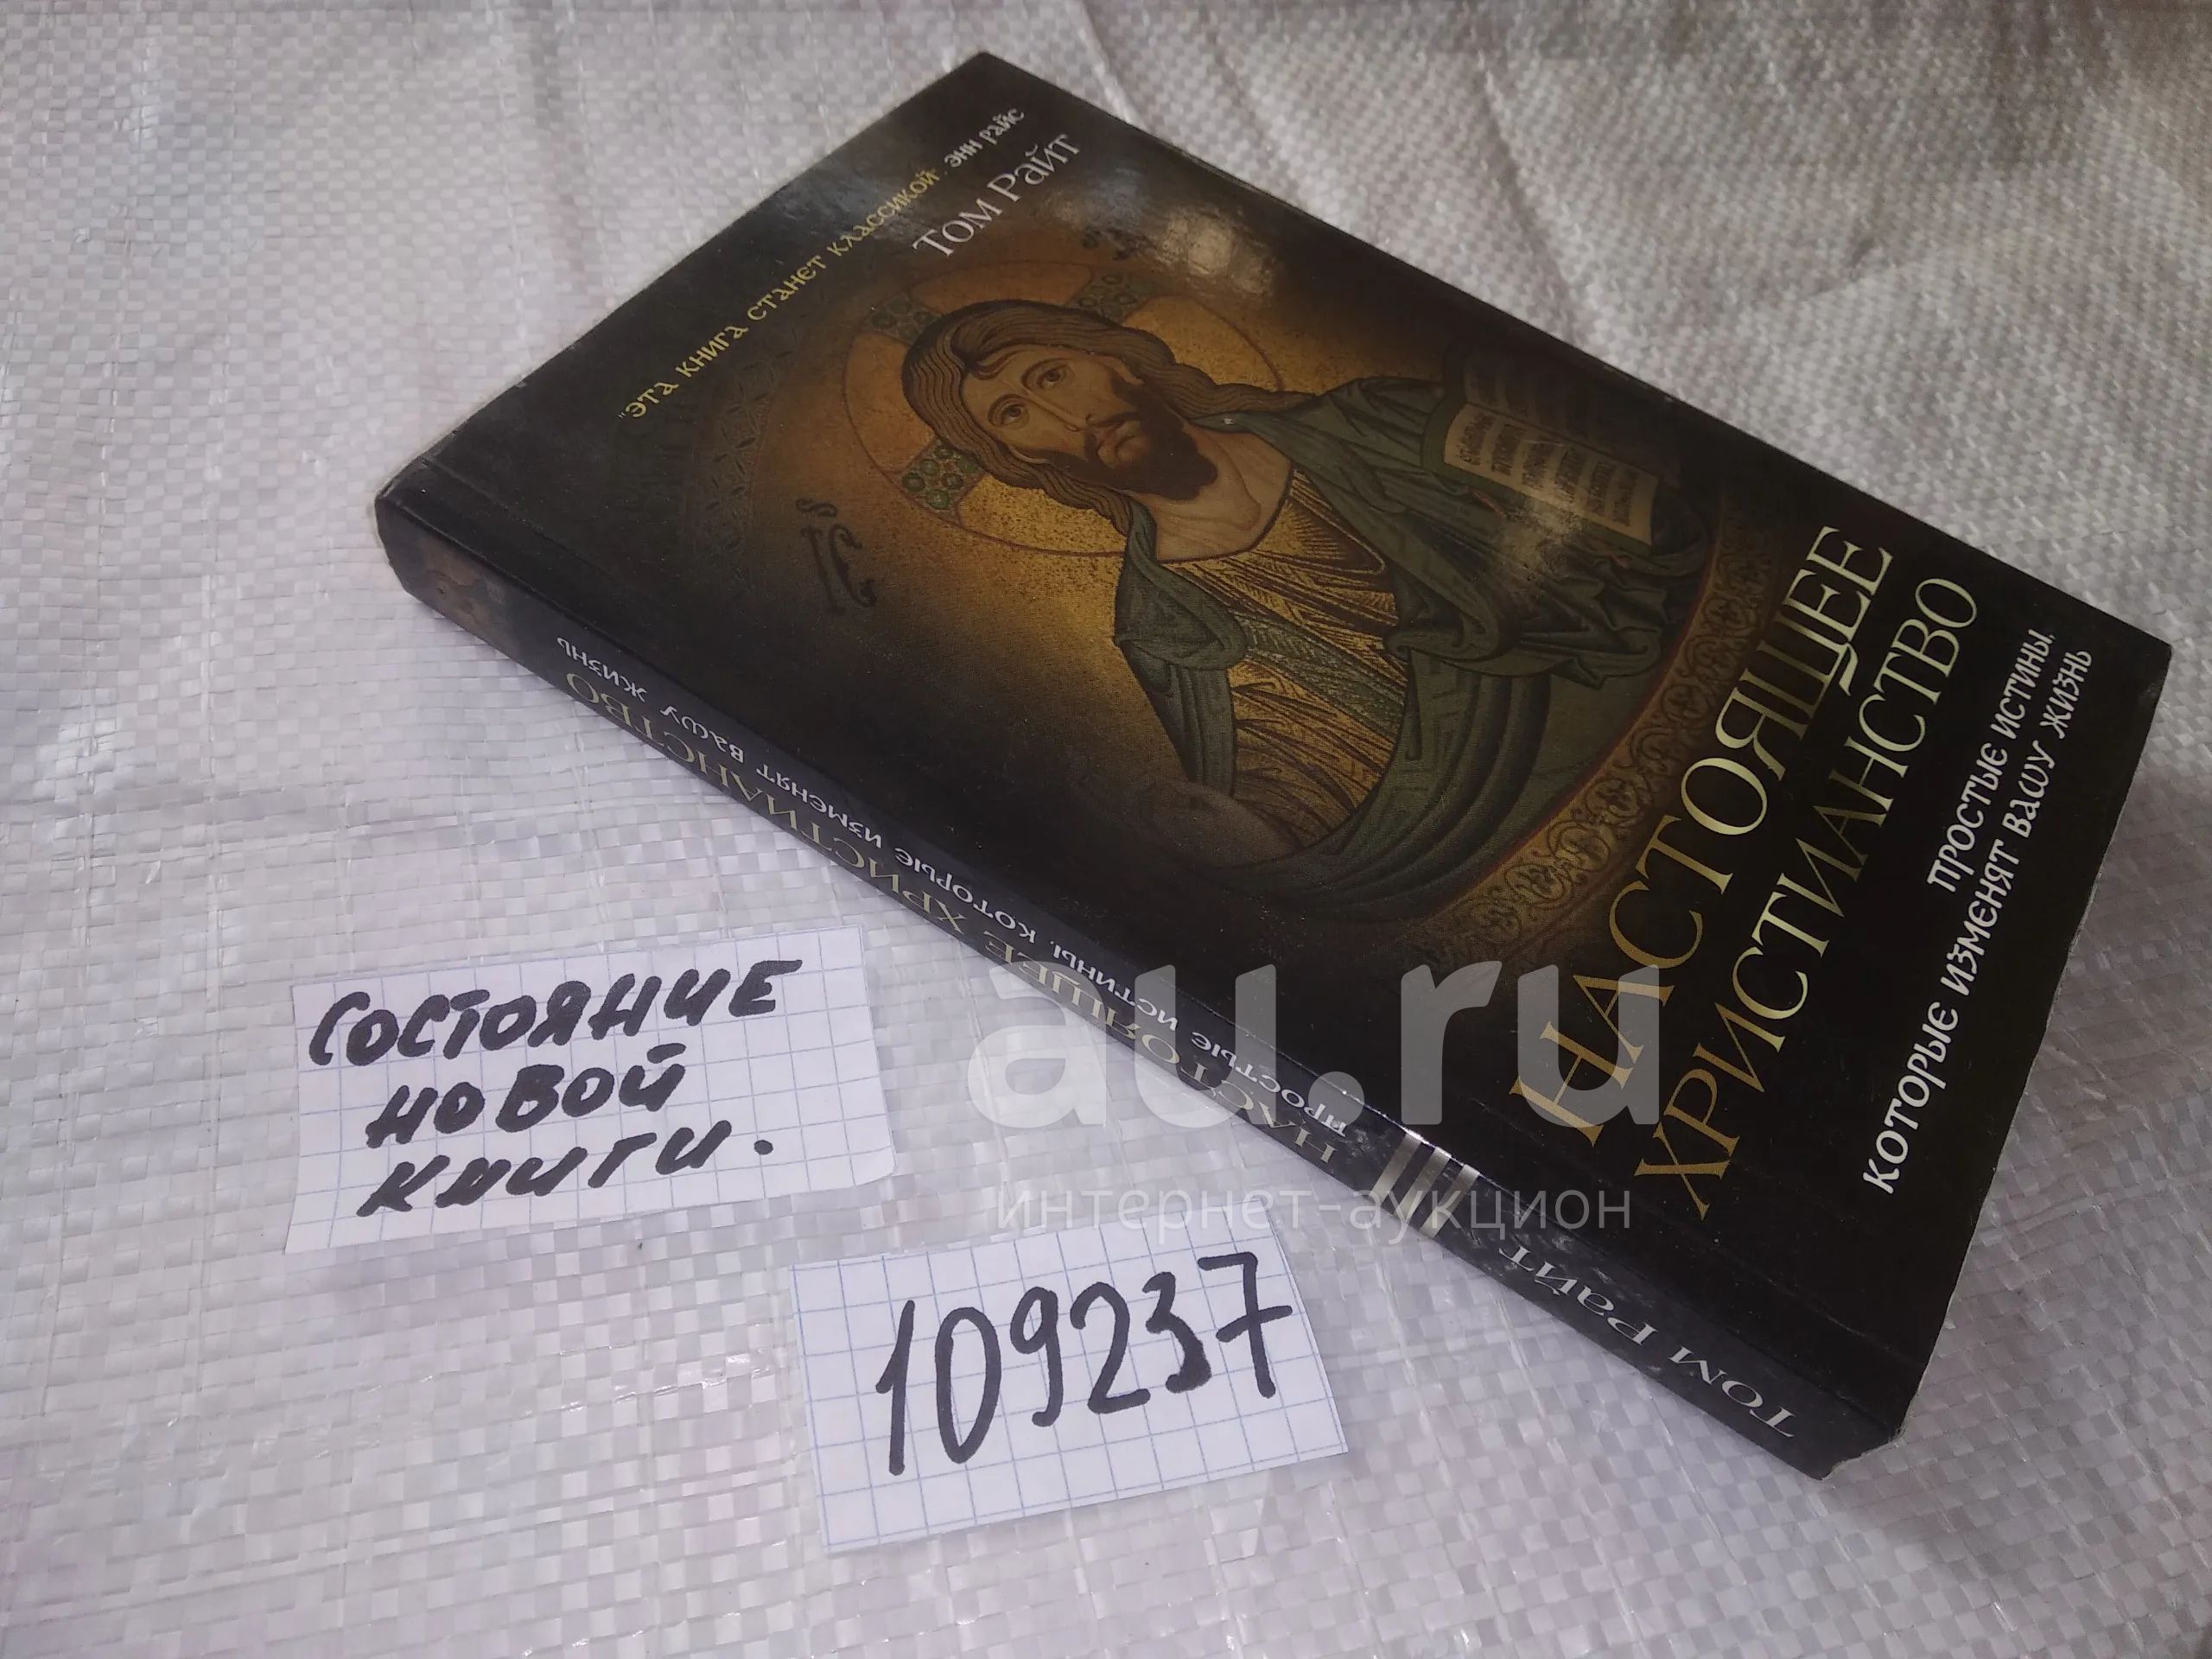 "ЭТА КНИГА СТАНЕТ КЛАССИКОЙ". ЭНН РАЙС
ТОМ РАЙТ
НАСТОЯЩЕЕ
ХРИСТИАНСТВО
ПРОСТЫЕ ИСТИНЫ,
КОТОРЫЕ ИЗМЕНЯТ ВАШУ ЖИЗНЬ
ТОМ РАЙТ
НАСТОЯЩЕЕ ХРИСТИАНСТВО
ПРОСТЫЕ ИСТИНЫ, КОТОРЫЕ ИЗМЕНЯТ ВАШУ ЖИЗНЬ
СОСТОЯНИЕ
НОВОЙ
КНИГИ.
109237
au.ru
интернет-аукцион